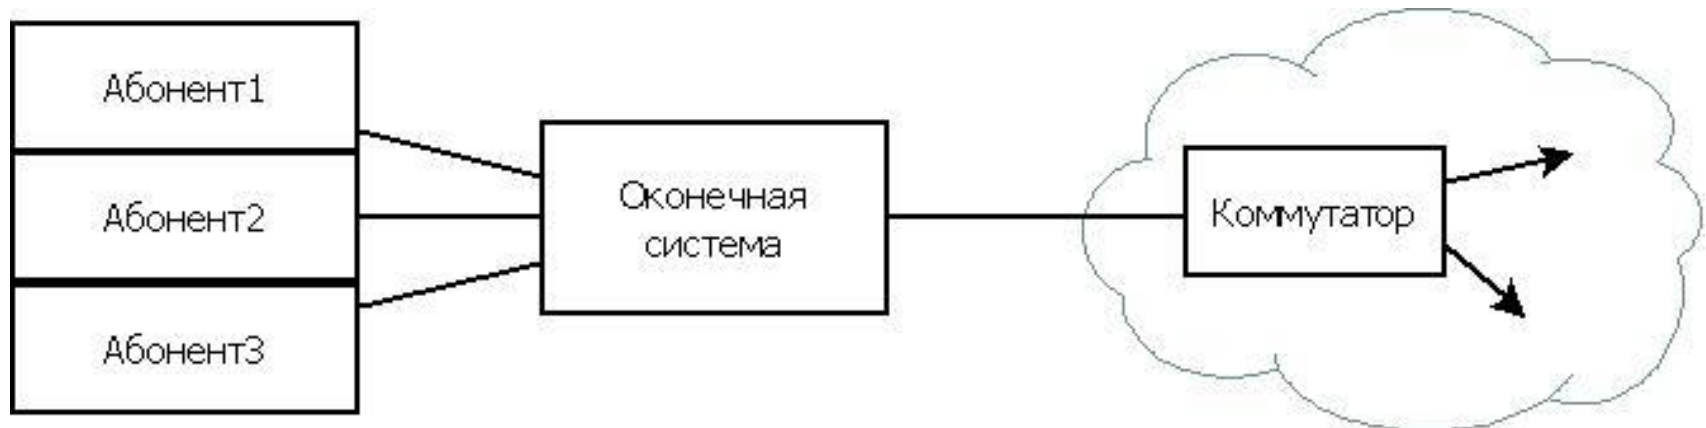 Абонент1
Абонент2
Абонент3
Оконечная
система
Коммутатор